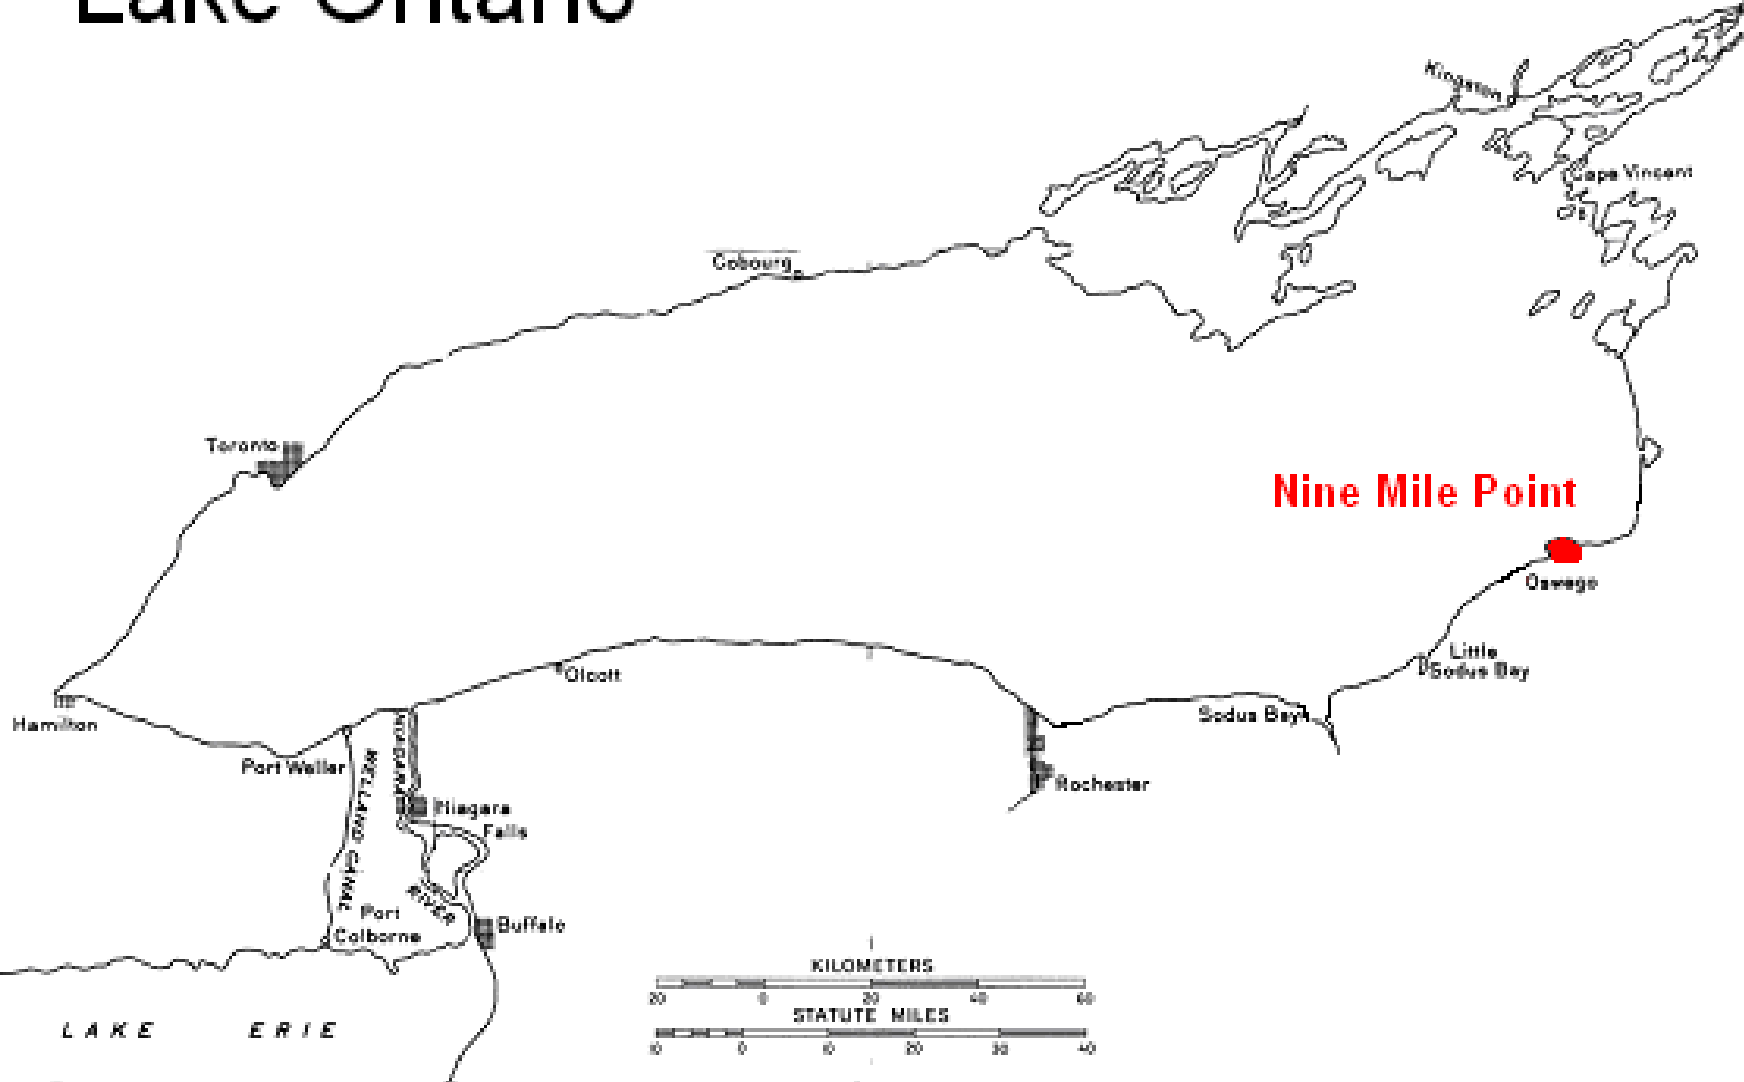 Lake Ontario
Kingston
Cape Vincent
Cobourg
Toronto
Nine Mile Point
Oswego
Little
Sodus Bay
Olcott
Hamilton
Sodus Bay
Port Weller
NIAGARA
WELLAND CANAL
Rochester
Niagara
Falls
RIVER
Port
Colborne
Buffalo
KILOMETERS
20 0 20 40 60
STATUTE MILES
10 0 10 20 30 40
LAKE ERIE